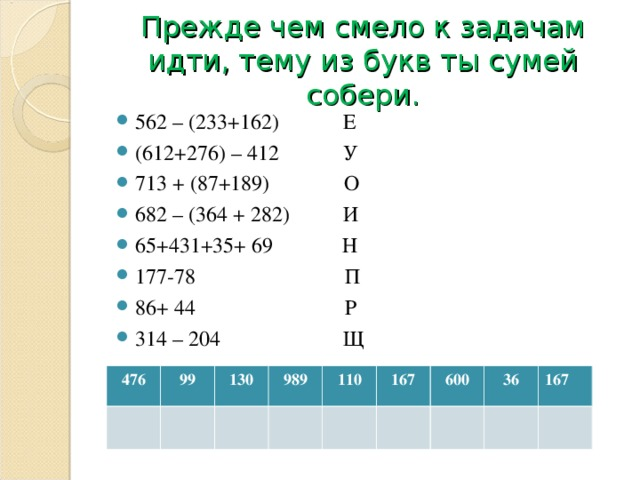 Прежде чем смело к задачам
идти, тему из букв ты сумей
собери.
562 – (233+162) Е
(612+276) – 412 У
713 + (87+189) О
682 – (364 + 282) И
65+431+35+ 69 Н
177-78 П
86+ 44 Р
314 – 204 Щ
476 99 130 989 110 167 600 36 167